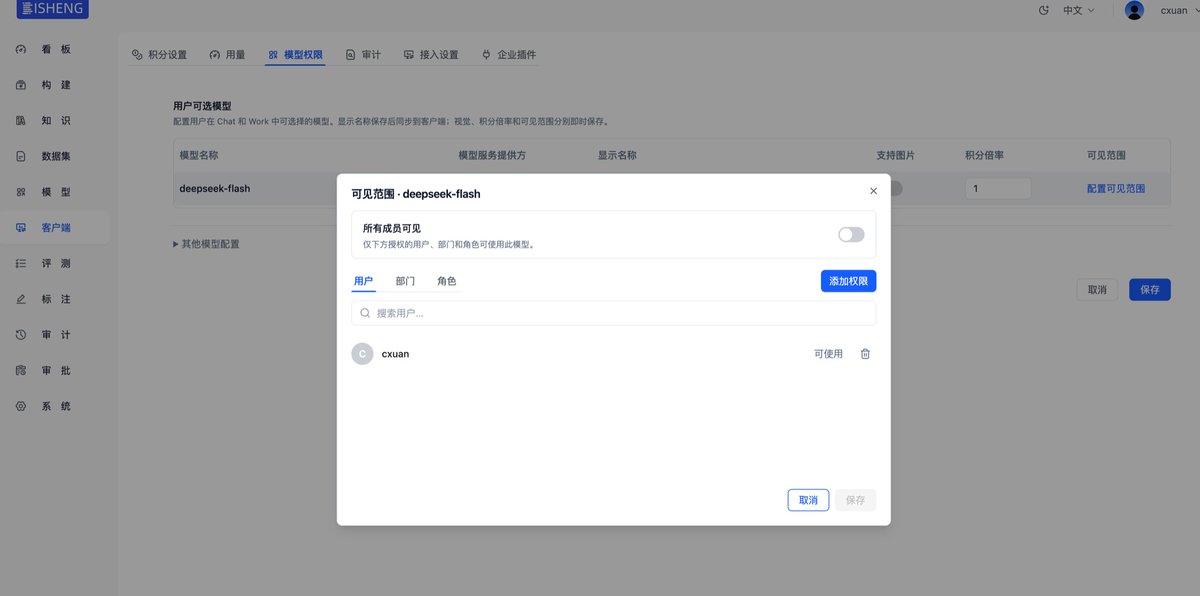 BISHENG
中文
cxuan
看 板
构 建
知 识
数据集
模 型
客户端
评 测
标 注
审 计
审 批
系 统
积分设置
用量
模型权限
审计
接入设置
企业插件
用户可选模型
配置用户在 Chat 和 Work 中可选择的模型。显示名称保存后同步到客户端；视觉、积分倍率和可见范围分别即时保存。
模型名称 模型服务提供方 显示名称 支持图片 积分倍率 可见范围
deepseek-flash 1 配置可见范围
其他模型配置
取消 保存
可见范围 · deepseek-flash
所有成员可见
仅下方授权的用户、部门和角色可使用此模型。
用户 部门 角色 添加权限
搜索用户...
C cxuan 可使用
取消 保存